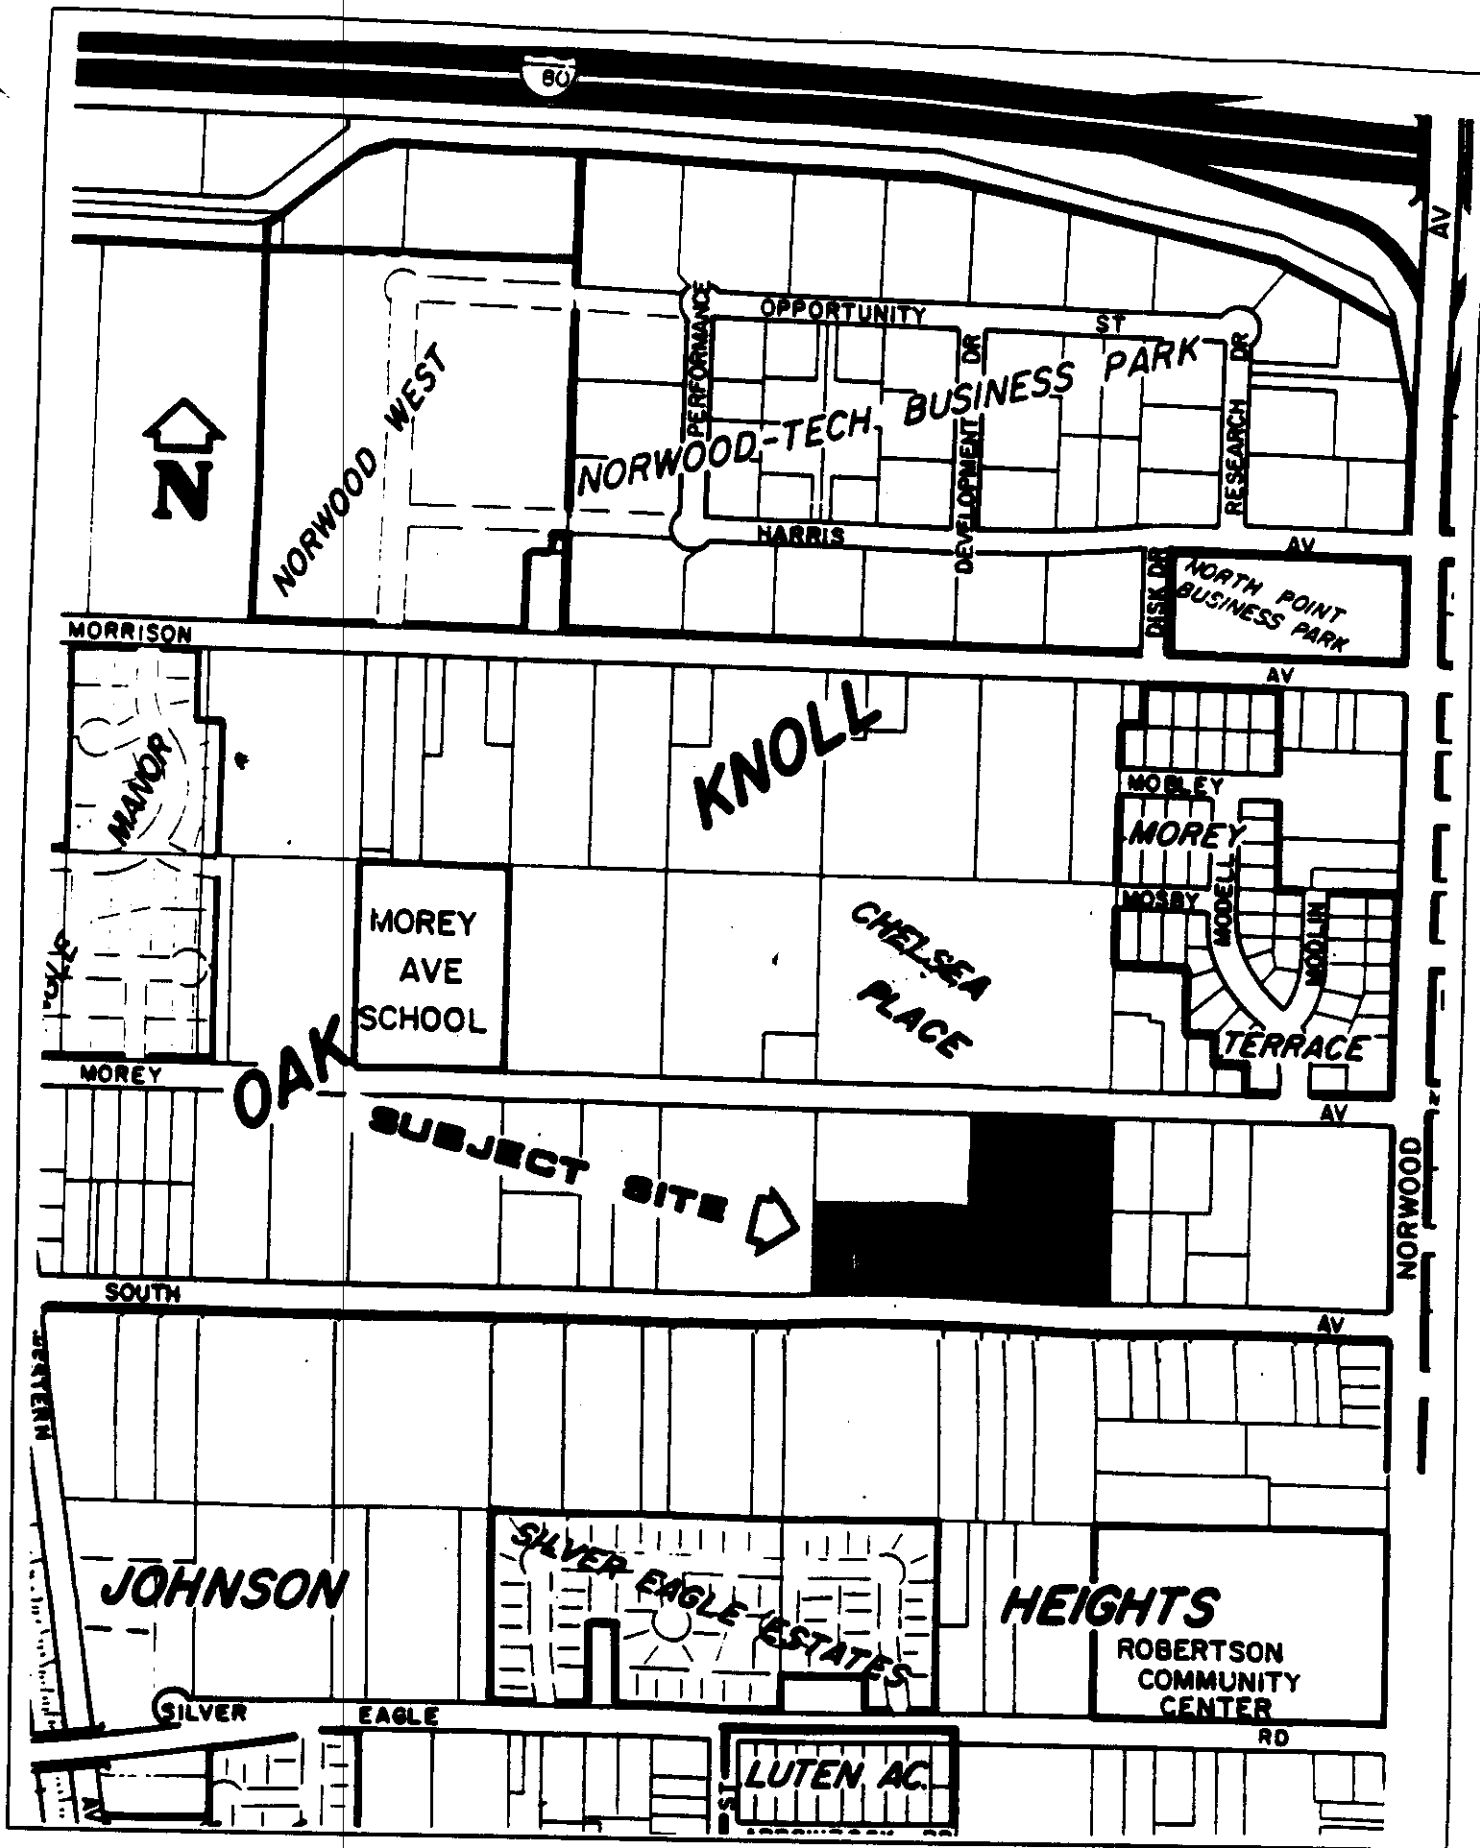 80
AV
OPPORTUNITY ST
PERFORMANCE
DEVELOPMENT DR
RESEARCH DR
NORWOOD WEST
NORWOOD-TECH. BUSINESS PARK
N
HARRIS AV
DISK DR
NORTH POINT
BUSINESS PARK
MORRISON AV
MANOR
KNOLL
MOBLEY
MOREY
MODELL
MOSBY
MODLIN
TERRACE
MOREY
AVE
SCHOOL
CHELSEA
PLACE
OAK
MOREY AV
SUBJECT SITE
NORWOOD
SOUTH AV
JOHNSON
SILVER EAGLE ESTATES
HEIGHTS
ROBERTSON
COMMUNITY
CENTER
SILVER EAGLE RD
LUTEN AC.
ST
AV